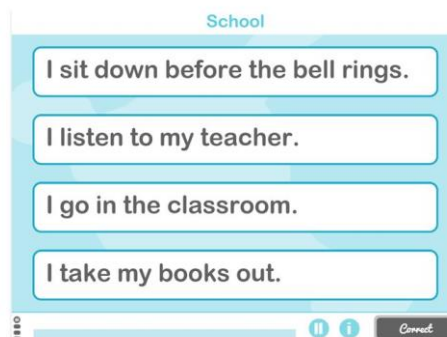 School
I sit down before the bell rings.
I listen to my teacher.
I go in the classroom.
I take my books out.
i
Correct